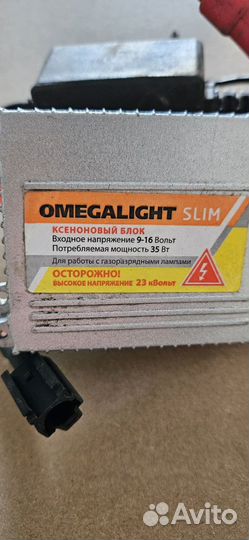 OMEGALIGHT SLIM
КСЕНОНОВЫЙ БЛОК
Входное напряжение 9-16 Вольт
Потребляемая мощность 35 Вт
Для работы с газоразрядными лампами
ОСТОРОЖНО!
ВЫСОКОЕ НАПРЯЖЕНИЕ 23 кВольт
Avito